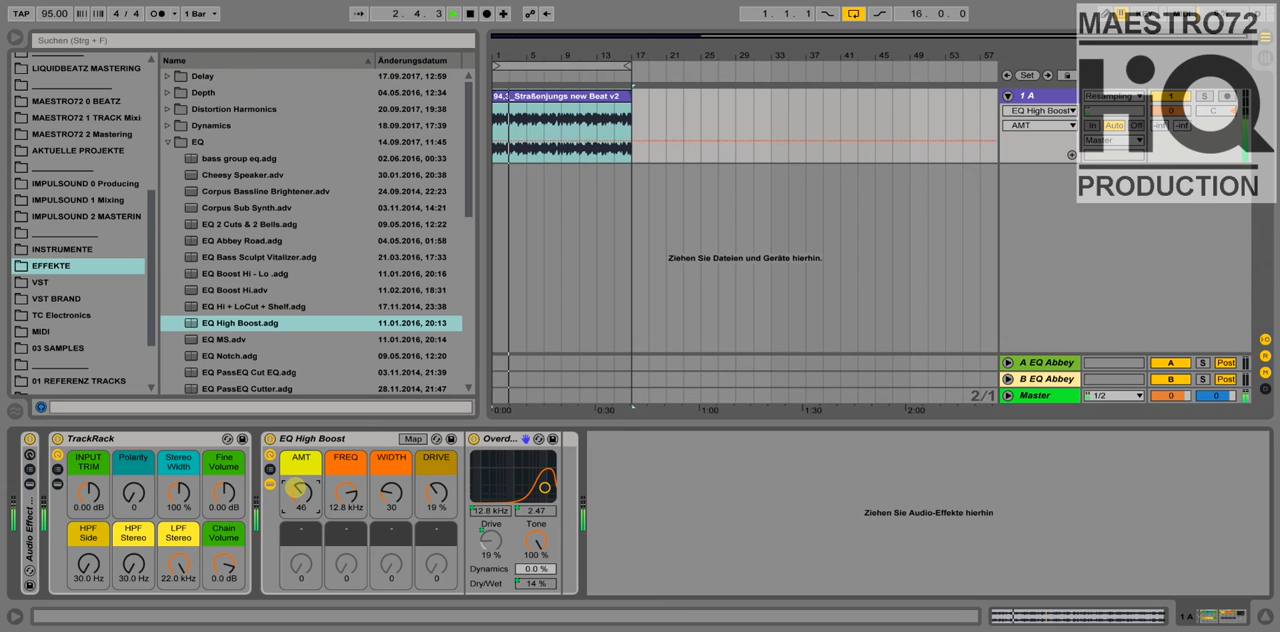 TAP 95.00 4 / 4 1 Bar 2. 4. 3 1. 1. 1 16. 0. 0
MAESTRO72
HiQ
PRODUCTION
Suchen (Strg + F)
LIQUIDBEATZ MASTERING
MAESTRO72 0 BEATZ
MAESTRO72 1 TRACK Mixi
MAESTRO72 2 Mastering
AKTUELLE PROJEKTE
IMPULSOUND 0 Producing
IMPULSOUND 1 Mixing
IMPULSOUND 2 MASTERIN
INSTRUMENTE
EFFEKTE
VST
VST BRAND
TC Electronics
MIDI
03 SAMPLES
01 REFERENZ TRACKS
Name Änderungsdatum
Delay 17.09.2017, 12:59
Depth 04.05.2016, 12:34
Distortion Harmonics 20.09.2017, 19:38
Dynamics 18.09.2017, 17:39
EQ 14.09.2017, 11:45
bass group eq.adg 02.06.2016, 00:33
Cheesy Speaker.adv 30.01.2016, 20:38
Corpus Bassline Brightener.adv 24.09.2014, 22:23
Corpus Sub Synth.adv 03.11.2014, 14:21
EQ 2 Cuts & 2 Bells.adg 09.05.2016, 12:22
EQ Abbey Road.adg 04.05.2016, 01:58
EQ Bass Sculpt Vitalizer.adg 21.03.2016, 17:33
EQ Boost Hi - Lo .adg 11.01.2016, 20:16
EQ Boost Hi.adv 11.02.2016, 18:31
EQ Hi + LoCut + Shelf.adg 17.11.2014, 23:38
EQ High Boost.adg 11.01.2016, 20:13
EQ MS.adv 11.01.2016, 20:14
EQ Notch.adg 09.05.2016, 12:20
EQ PassEQ Cut EQ.adg 03.11.2014, 21:39
EQ PassEQ Cutter.adg 28.11.2014, 21:47
1 5 9 13 17 21 25 29 33 37 41 45 49 53 57
Set
_Straßenjungs new Beat v2
Ziehen Sie Dateien und Geräte hierhin.
1 A Resampling 1 S
EQ High Boost 0 C
AMT In Auto Off -inf -inf
Master
A EQ Abbey A S Post
B EQ Abbey B S Post
Master 1/2 0 0
2/1
0:00 0:30 1:00 1:30 2:00
Audio Effect ...
TrackRack
INPUT TRIM Polarity Stereo Width Fine Volume
0.00 dB 0 100 % 0.00 dB
HPF Side HPF Stereo LPF Stereo Chain Volume
30.0 Hz 30.0 Hz 22.0 kHz 0.0 dB
EQ High Boost Map
AMT FREQ WIDTH DRIVE
46 12.8 kHz 30 19 %
- - - -
0 0 0 0
Overd...
12.8 kHz 2.47
Drive Tone
19 % 100 %
Dynamics 0.0 %
Dry/Wet 14 %
Ziehen Sie Audio-Effekte hierhin
1 A